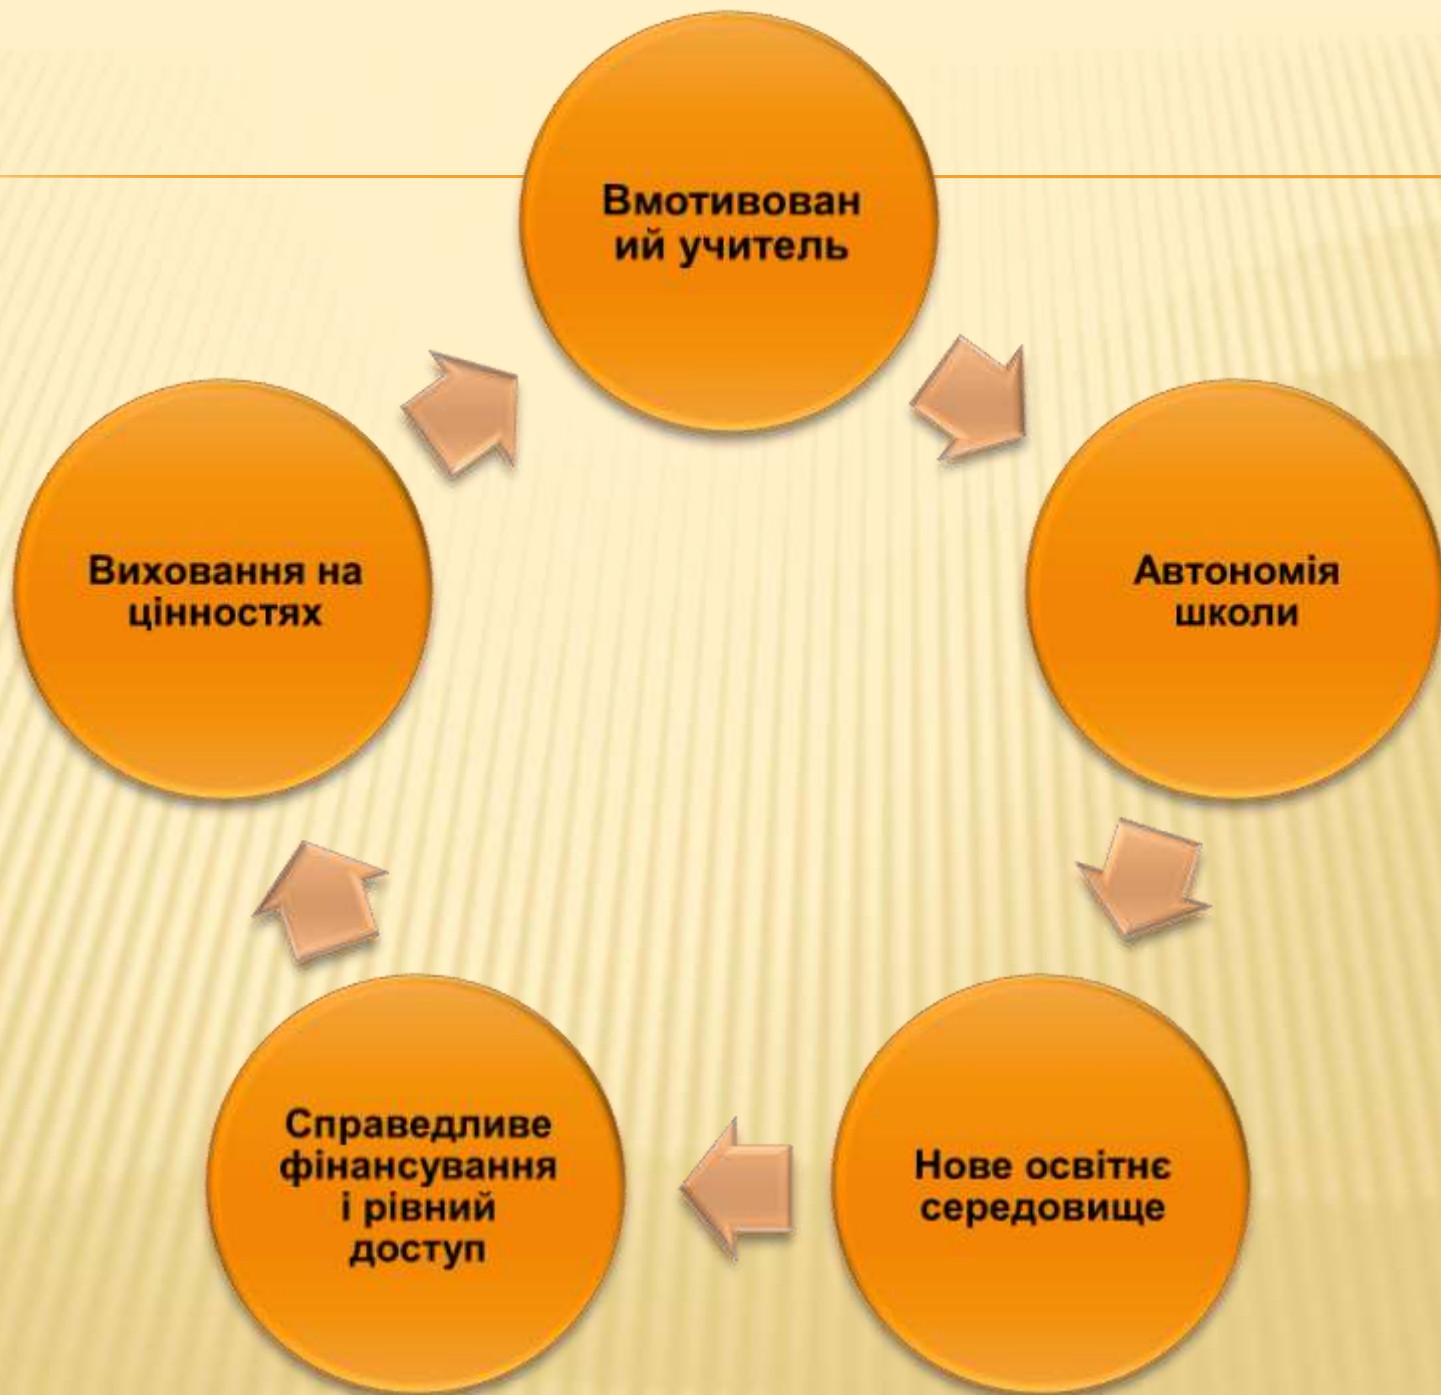 Вмотивован
ий учитель
Автономія
школи
Нове освітнє
середовище
Справедливе
фінансування
і рівний
доступ
Виховання на
цінностях